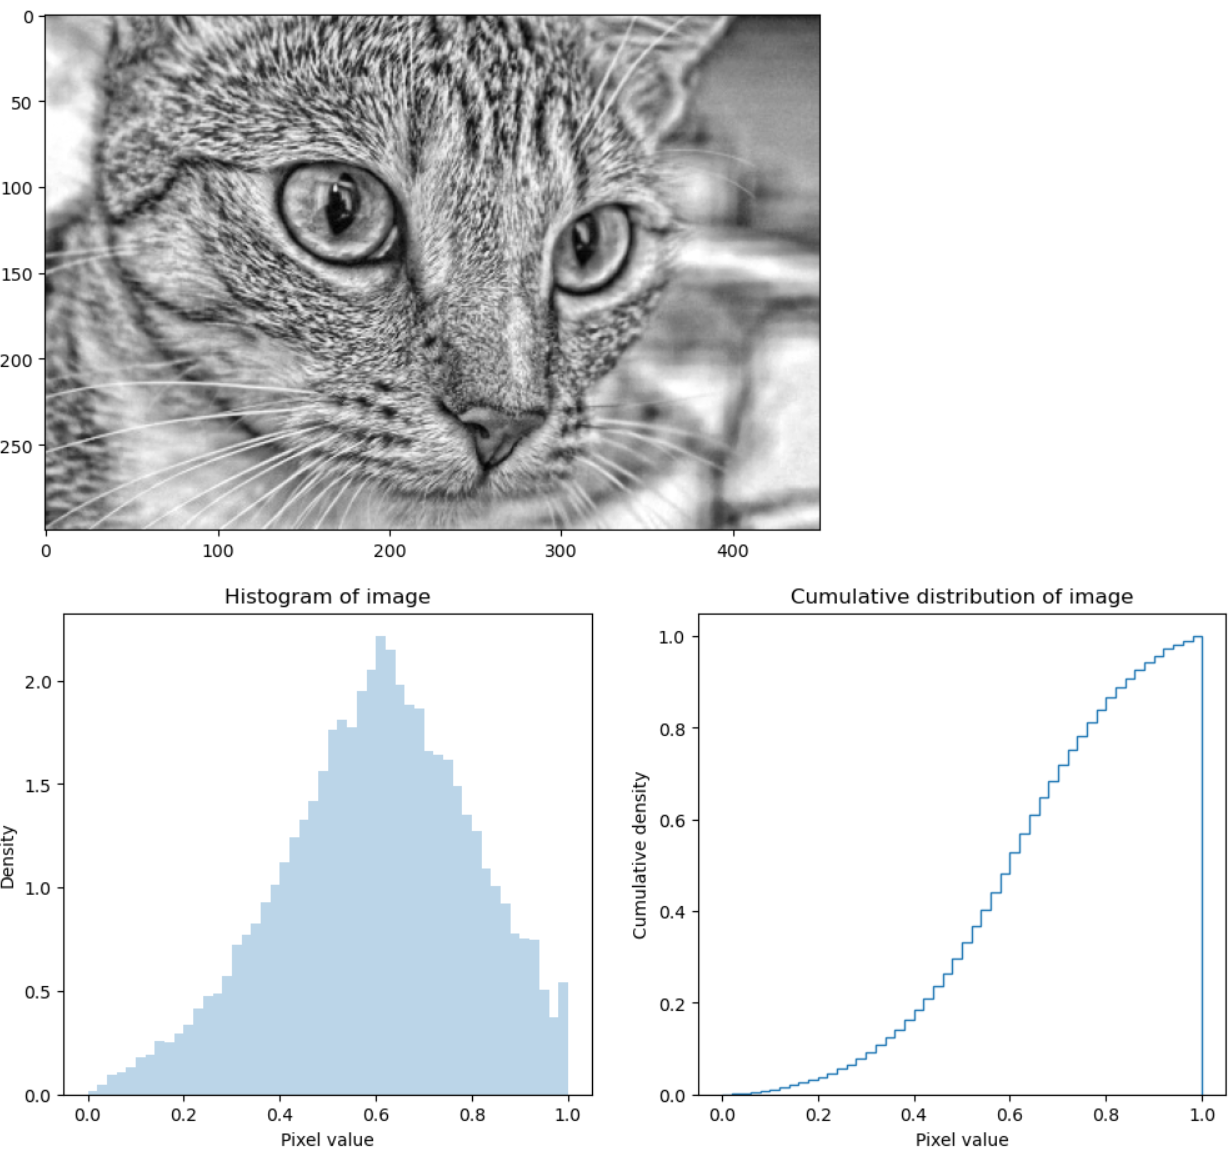 0
50
100
150
200
250
0 100 200 300 400
Histogram of image
Density
2.0
1.5
1.0
0.5
0.0
0.0 0.2 0.4 0.6 0.8 1.0
Pixel value
Cumulative distribution of image
Cumulative density
1.0
0.8
0.6
0.4
0.2
0.0
0.0 0.2 0.4 0.6 0.8 1.0
Pixel value